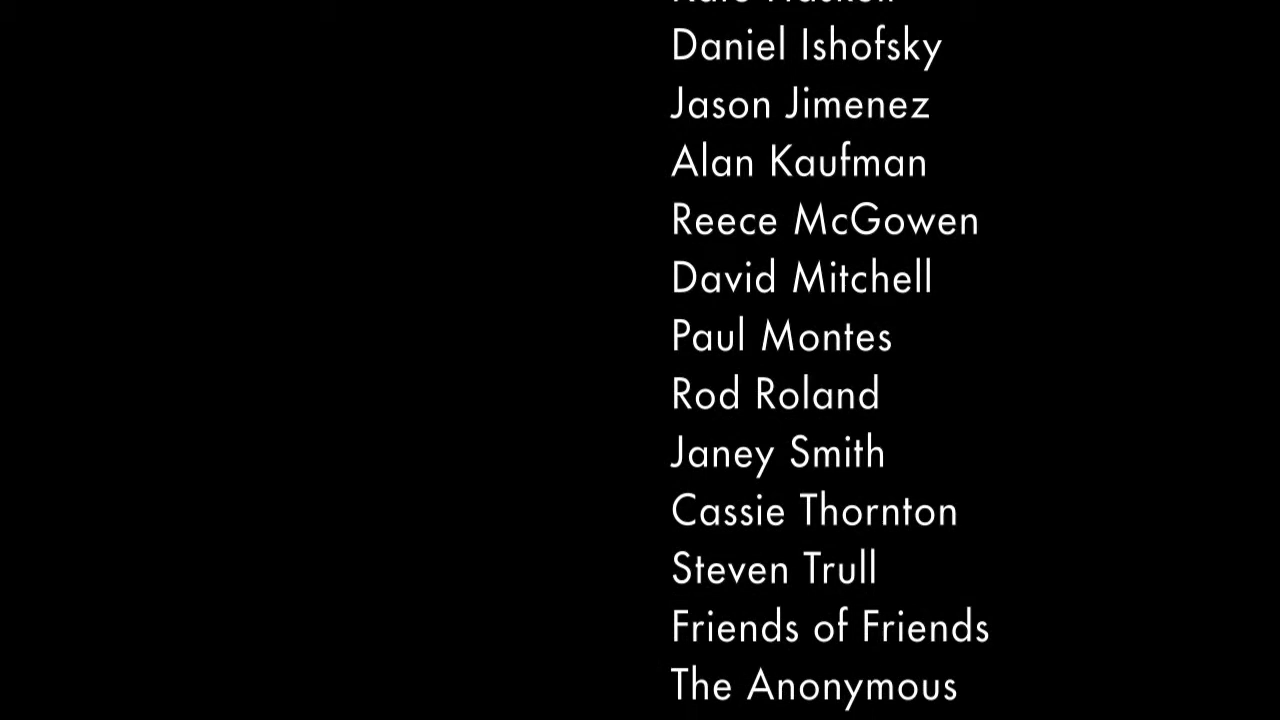 Daniel Ishofsky
Jason Jimenez
Alan Kaufman
Reece McGowen
David Mitchell
Paul Montes
Rod Roland
Janey Smith
Cassie Thornton
Steven Trull
Friends of Friends
The Anonymous